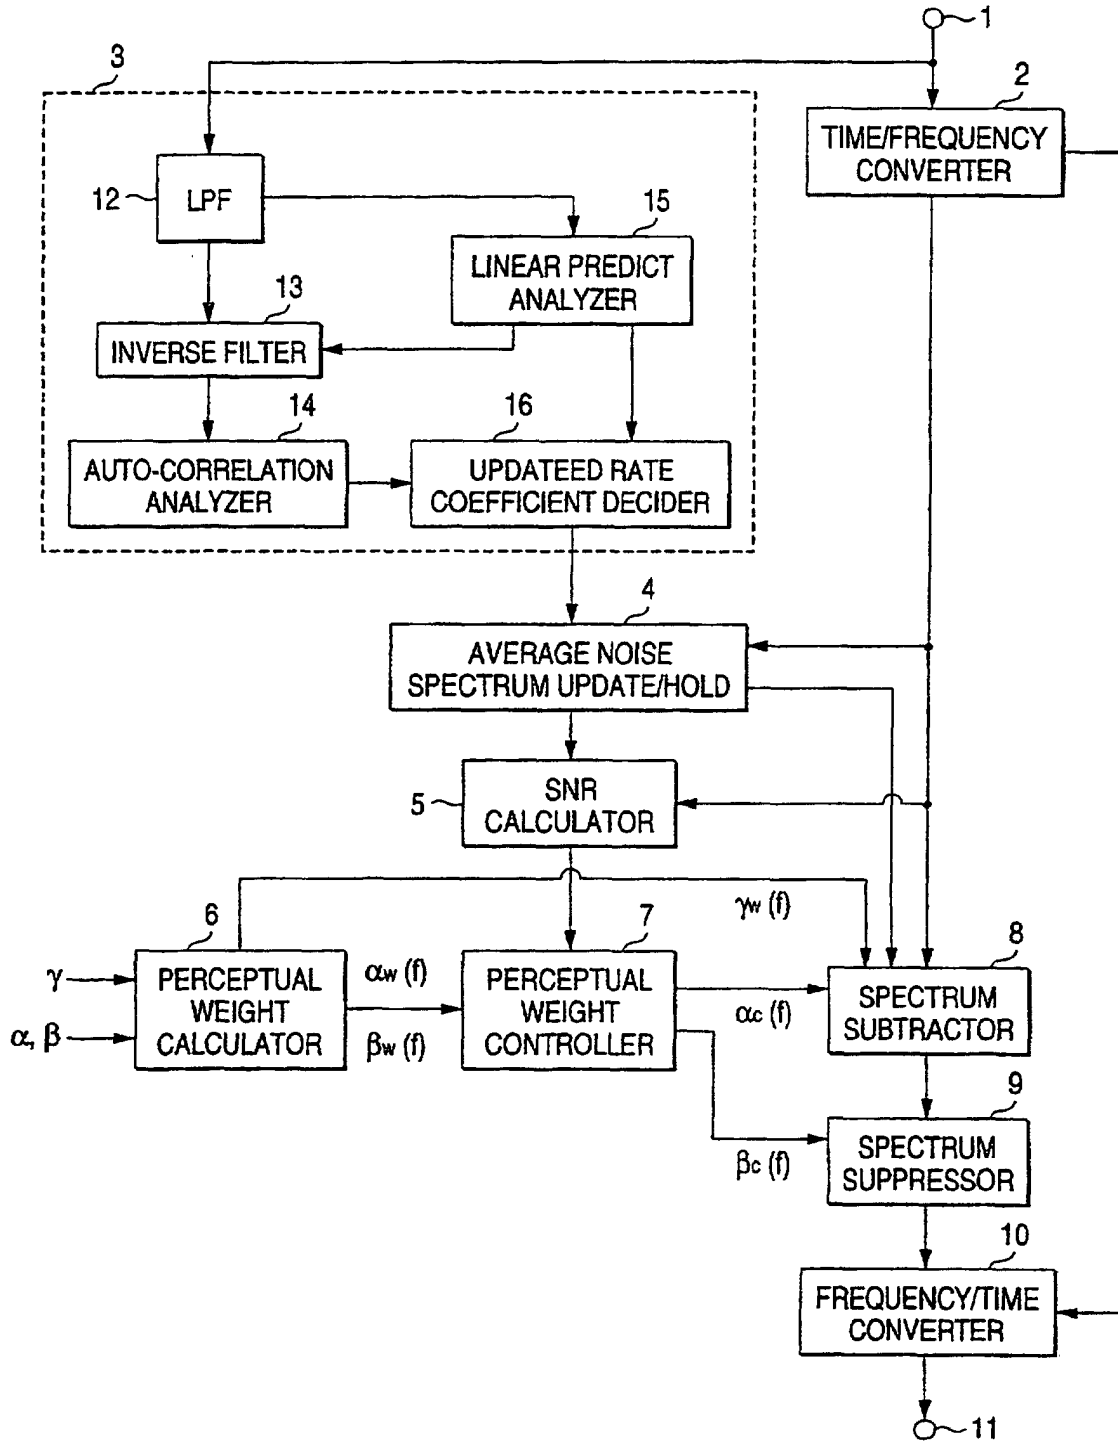 1
3
2
TIME/FREQUENCY
CONVERTER
12
LPF
15
LINEAR PREDICT
ANALYZER
13
INVERSE FILTER
14
AUTO-CORRELATION
ANALYZER
16
UPDATEED RATE
COEFFICIENT DECIDER
4
AVERAGE NOISE
SPECTRUM UPDATE/HOLD
5
SNR
CALCULATOR
γw (f)
6
γ
α, β
PERCEPTUAL
WEIGHT
CALCULATOR
αw (f)
βw (f)
7
PERCEPTUAL
WEIGHT
CONTROLLER
αc (f)
βc (f)
8
SPECTRUM
SUBTRACTOR
9
SPECTRUM
SUPPRESSOR
10
FREQUENCY/TIME
CONVERTER
11